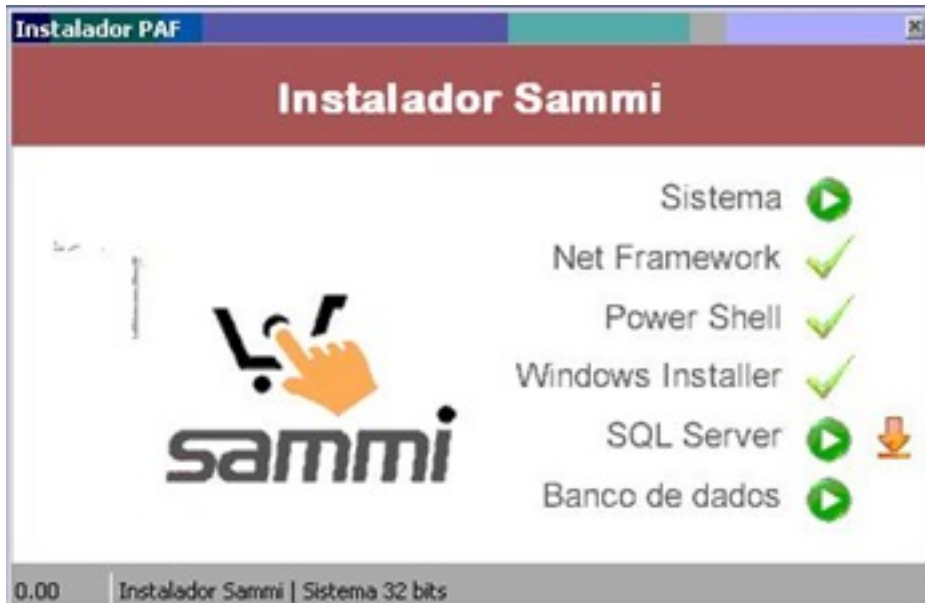 Instalador PAF
Instalador Sammi
Sistema
Net Framework
Power Shell
Windows Installer
SQL Server
Banco de dados
sammi
0.00 Instalador Sammi | Sistema 32 bits